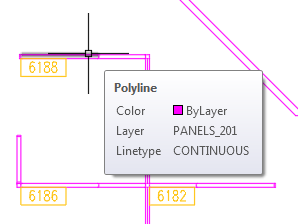 6188
Polyline
Color ByLayer
Layer PANELS_201
Linetype CONTINUOUS
6186 6182